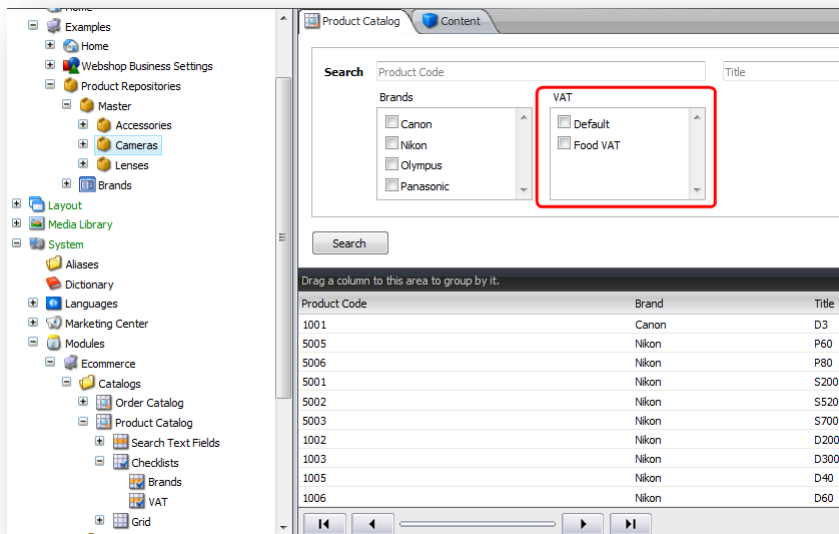 Home
Examples
Home
Webshop Business Settings
Product Repositories
Master
Accessories
Cameras
Lenses
Brands
Layout
Media Library
System
Aliases
Dictionary
Languages
Marketing Center
Modules
Ecommerce
Catalogs
Order Catalog
Product Catalog
Search Text Fields
Checklists
Brands
VAT
Grid
Product Catalog Content
Search Product Code Title
Brands VAT
Canon Default
Nikon Food VAT
Olympus
Panasonic
Search
Drag a column to this area to group by it.
Product Code Brand Title
1001 Canon D3
5005 Nikon P60
5006 Nikon P80
5001 Nikon S200
5002 Nikon S520
5003 Nikon S700
1002 Nikon D200
1003 Nikon D300
1005 Nikon D40
1006 Nikon D60